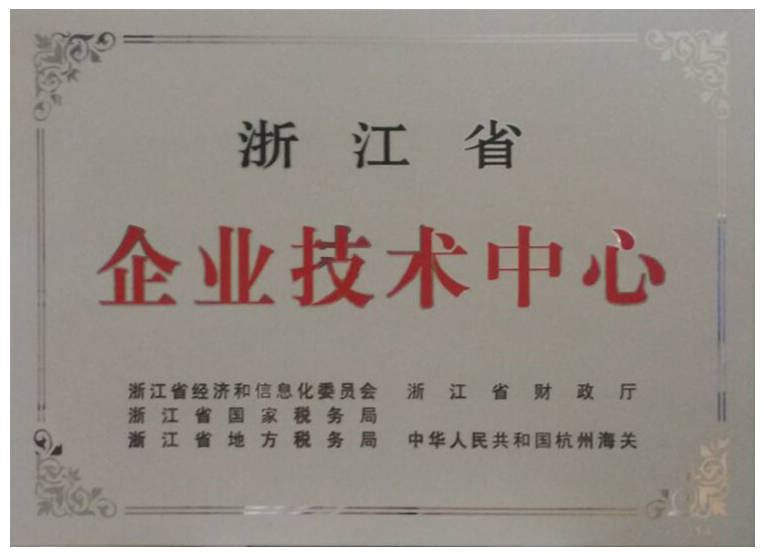 浙江省
企业技术中心
浙江省经济和信息化委员会 浙江省财政厅
浙江省国家税务局
浙江省地方税务局 中华人民共和国杭州海关